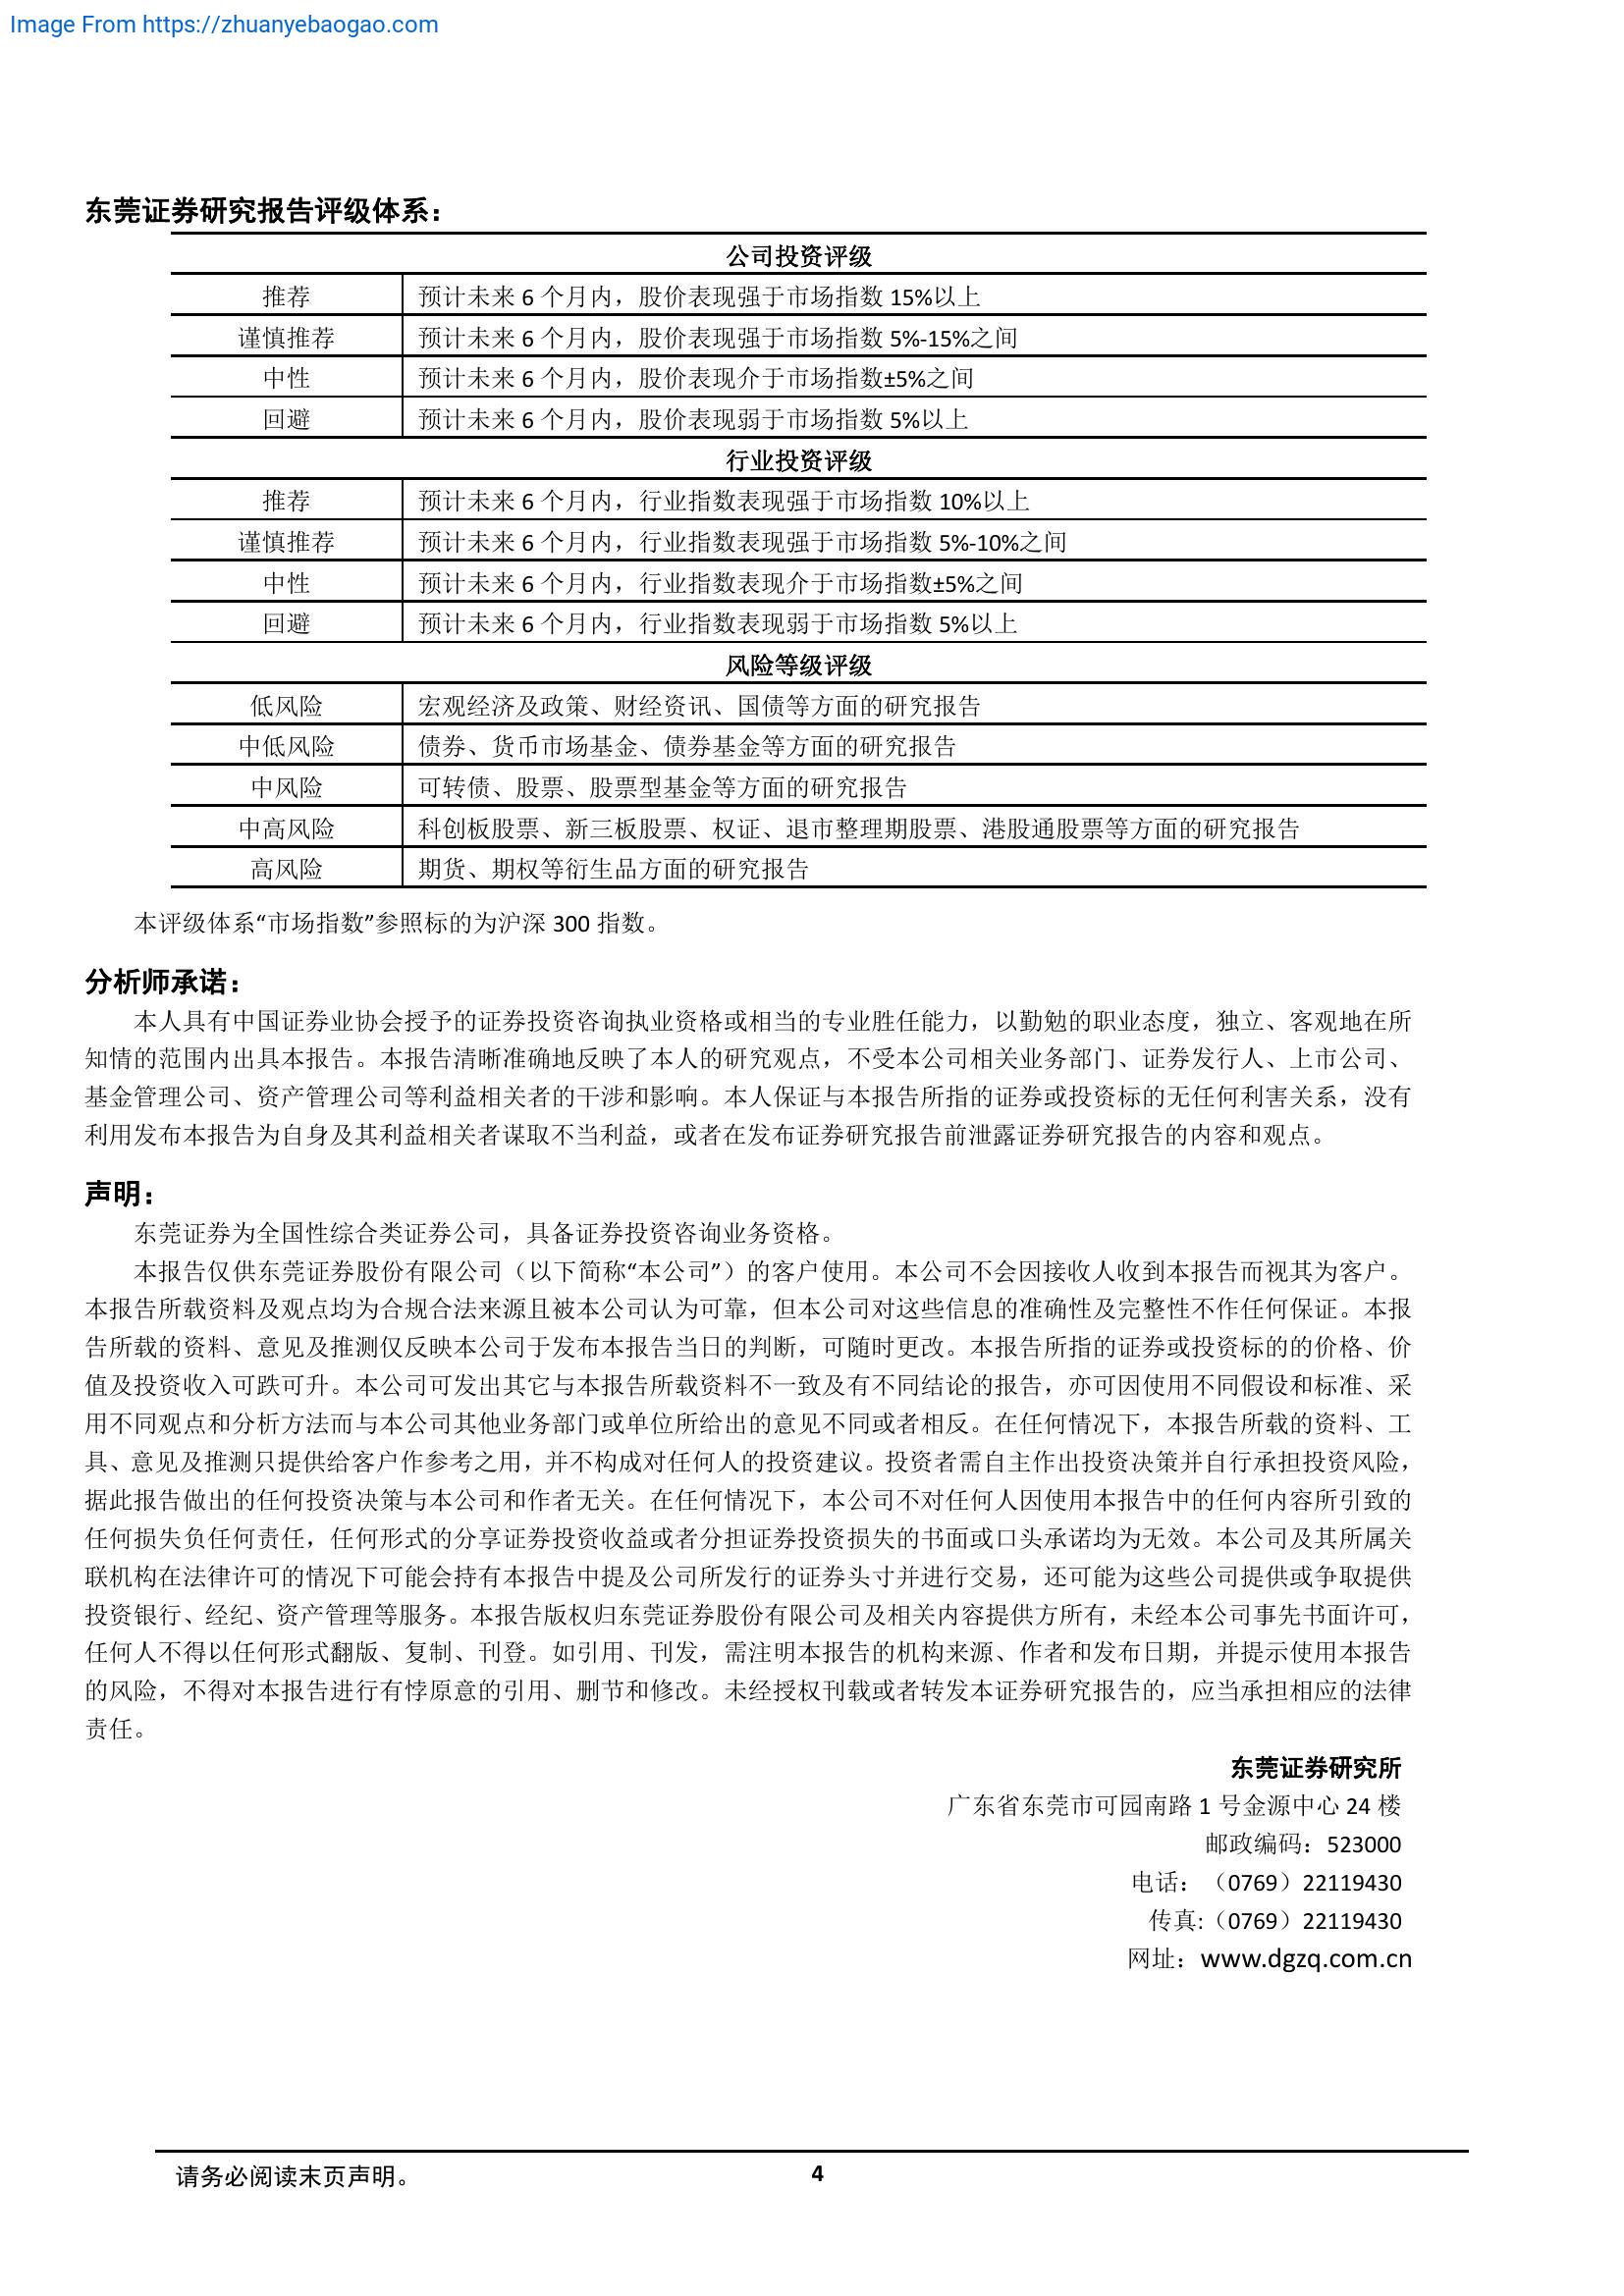 Image From https://zhuanyebaogao.com
东莞证券研究报告评级体系：
公司投资评级
推荐 预计未来 6 个月内，股价表现强于市场指数 15%以上
谨慎推荐 预计未来 6 个月内，股价表现强于市场指数 5%-15%之间
中性 预计未来 6 个月内，股价表现介于市场指数±5%之间
回避 预计未来 6 个月内，股价表现弱于市场指数 5%以上
行业投资评级
推荐 预计未来 6 个月内，行业指数表现强于市场指数 10%以上
谨慎推荐 预计未来 6 个月内，行业指数表现强于市场指数 5%-10%之间
中性 预计未来 6 个月内，行业指数表现介于市场指数±5%之间
回避 预计未来 6 个月内，行业指数表现弱于市场指数 5%以上
风险等级评级
低风险 宏观经济及政策、财经资讯、国债等方面的研究报告
中低风险 债券、货币市场基金、债券基金等方面的研究报告
中风险 可转债、股票、股票型基金等方面的研究报告
中高风险 科创板股票、新三板股票、权证、退市整理期股票、港股通股票等方面的研究报告
高风险 期货、期权等衍生品方面的研究报告
本评级体系“市场指数”参照标的为沪深 300 指数。
分析师承诺：
本人具有中国证券业协会授予的证券投资咨询执业资格或相当的专业胜任能力，以勤勉的职业态度，独立、客观地在所
知情的范围内出具本报告。本报告清晰准确地反映了本人的研究观点，不受本公司相关业务部门、证券发行人、上市公司、
基金管理公司、资产管理公司等利益相关者的干涉和影响。本人保证与本报告所指的证券或投资标的无任何利害关系，没有
利用发布本报告为自身及其利益相关者谋取不当利益，或者在发布证券研究报告前泄露证券研究报告的内容和观点。
声明：
东莞证券为全国性综合类证券公司，具备证券投资咨询业务资格。
本报告仅供东莞证券股份有限公司（以下简称“本公司”）的客户使用。本公司不会因接收人收到本报告而视其为客户。
本报告所载资料及观点均为合规合法来源且被本公司认为可靠，但本公司对这些信息的准确性及完整性不作任何保证。本报
告所载的资料、意见及推测仅反映本公司于发布本报告当日的判断，可随时更改。本报告所指的证券或投资标的的价格、价
值及投资收入可跌可升。本公司可发出其它与本报告所载资料不一致及有不同结论的报告，亦可因使用不同假设和标准、采
用不同观点和分析方法而与本公司其他业务部门或单位所给出的意见不同或者相反。在任何情况下，本报告所载的资料、工
具、意见及推测只提供给客户作参考之用，并不构成对任何人的投资建议。投资者需自主作出投资决策并自行承担投资风险，
据此报告做出的任何投资决策与本公司和作者无关。在任何情况下，本公司不对任何人因使用本报告中的任何内容所引致的
任何损失负任何责任，任何形式的分享证券投资收益或者分担证券投资损失的书面或口头承诺均为无效。本公司及其所属关
联机构在法律许可的情况下可能会持有本报告中提及公司所发行的证券头寸并进行交易，还可能为这些公司提供或争取提供
投资银行、经纪、资产管理等服务。本报告版权归东莞证券股份有限公司及相关内容提供方所有，未经本公司事先书面许可，
任何人不得以任何形式翻版、复制、刊登。如引用、刊发，需注明本报告的机构来源、作者和发布日期，并提示使用本报告
的风险，不得对本报告进行有悖原意的引用、删节和修改。未经授权刊载或者转发本证券研究报告的，应当承担相应的法律
责任。
东莞证券研究所
广东省东莞市可园南路 1 号金源中心 24 楼
邮政编码：523000
电话：（0769）22119430
传真:（0769）22119430
网址：www.dgzq.com.cn
请务必阅读末页声明。
4